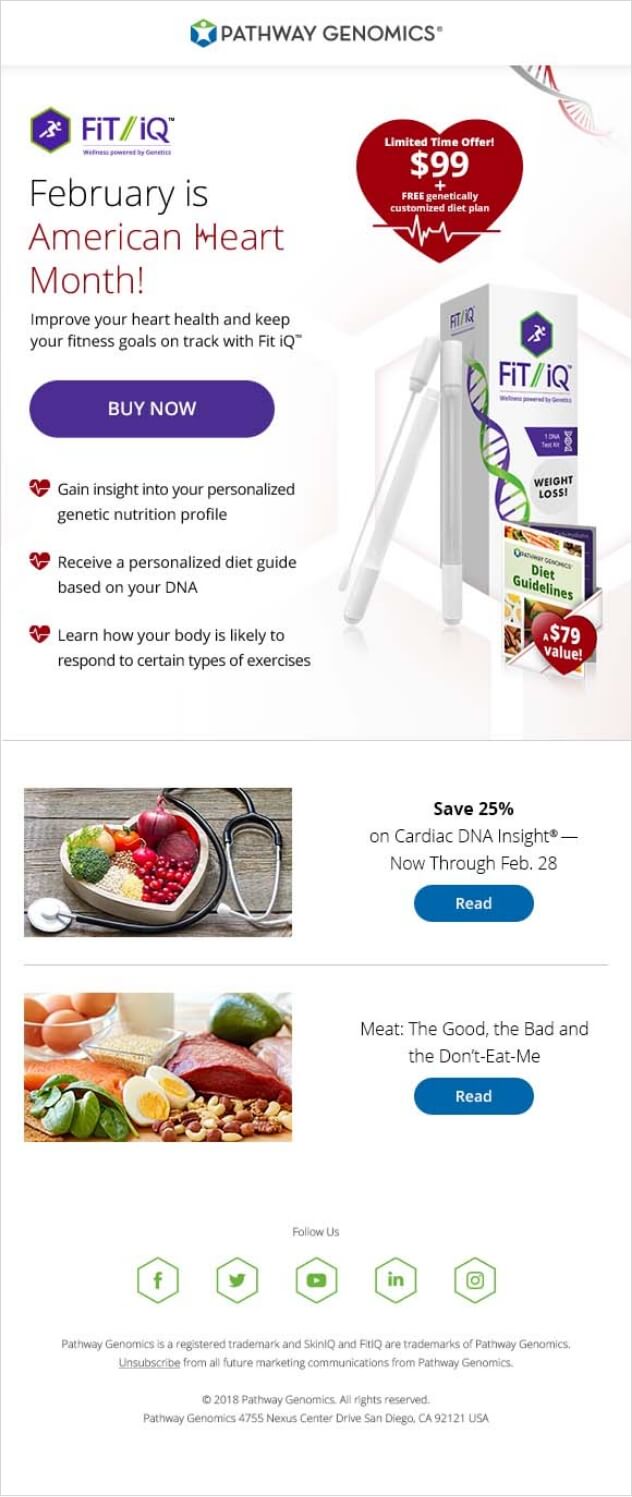 PATHWAY GENOMICS®
FiT//iQ™
Wellness powered by Genetics
February is
American Heart
Month!
Improve your heart health and keep
your fitness goals on track with Fit iQ™
BUY NOW
Gain insight into your personalized
genetic nutrition profile
Receive a personalized diet guide
based on your DNA
Learn how your body is likely to
respond to certain types of exercises
Limited Time Offer!
$99
+
FREE genetically
customized diet plan
FiT//iQ
FiT//iQ™
Wellness powered by Genetics
1 DNA
Test Kit
WEIGHT
LOSS!
PATHWAY GENOMICS®
Diet
Guidelines
A $79
value!
Save 25%
on Cardiac DNA Insight® —
Now Through Feb. 28
Read
Meat: The Good, the Bad and
the Don't-Eat-Me
Read
Follow Us
Pathway Genomics is a registered trademark and SkinIQ and FitIQ are trademarks of Pathway Genomics.
Unsubscribe from all future marketing communications from Pathway Genomics.
© 2018 Pathway Genomics. All rights reserved.
Pathway Genomics 4755 Nexus Center Drive San Diego, CA 92121 USA